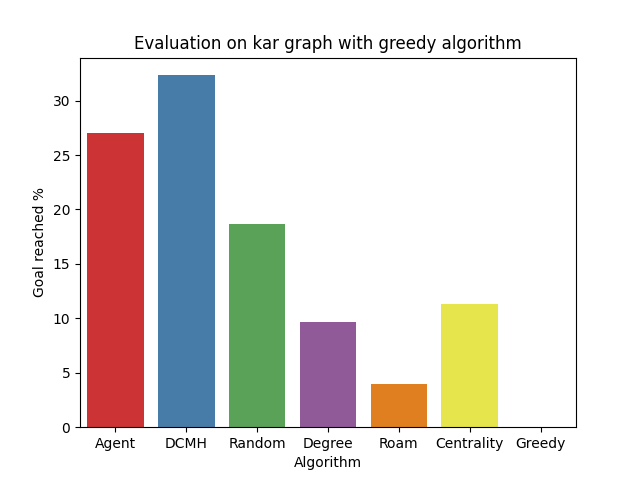 Evaluation on kar graph with greedy algorithm
Goal reached %
30
25
20
15
10
5
0
Agent DCMH Random Degree Roam Centrality Greedy
Algorithm